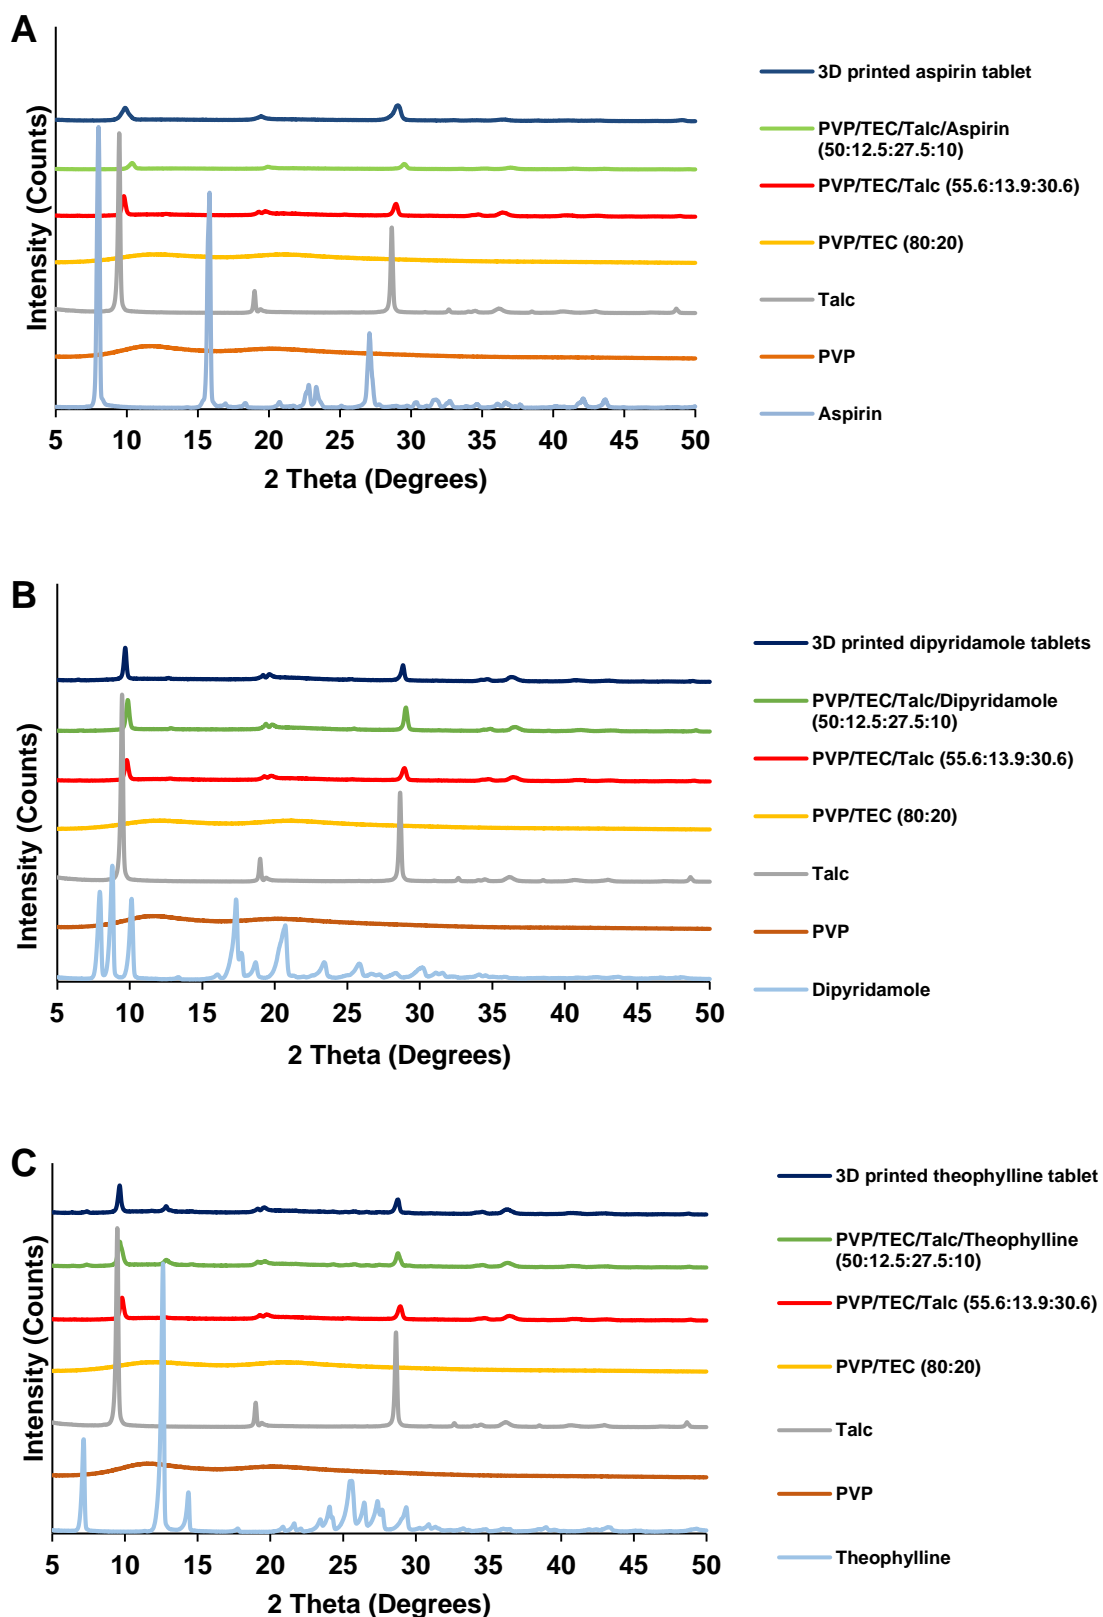 A
Intensity (Counts)
3D printed aspirin tablet
PVP/TEC/Talc/Aspirin
(50:12.5:27.5:10)
PVP/TEC/Talc (55.6:13.9:30.6)
PVP/TEC (80:20)
Talc
PVP
Aspirin
5 10 15 20 25 30 35 40 45 50
2 Theta (Degrees)
B
Intensity (Counts)
3D printed dipyridamole tablets
PVP/TEC/Talc/Dipyridamole
(50:12.5:27.5:10)
PVP/TEC/Talc (55.6:13.9:30.6)
PVP/TEC (80:20)
Talc
PVP
Dipyridamole
5 10 15 20 25 30 35 40 45 50
2 Theta (Degrees)
C
Intensity (Counts)
3D printed theophylline tablet
PVP/TEC/Talc/Theophylline
(50:12.5:27.5:10)
PVP/TEC/Talc (55.6:13.9:30.6)
PVP/TEC (80:20)
Talc
PVP
Theophylline
5 10 15 20 25 30 35 40 45 50
2 Theta (Degrees)